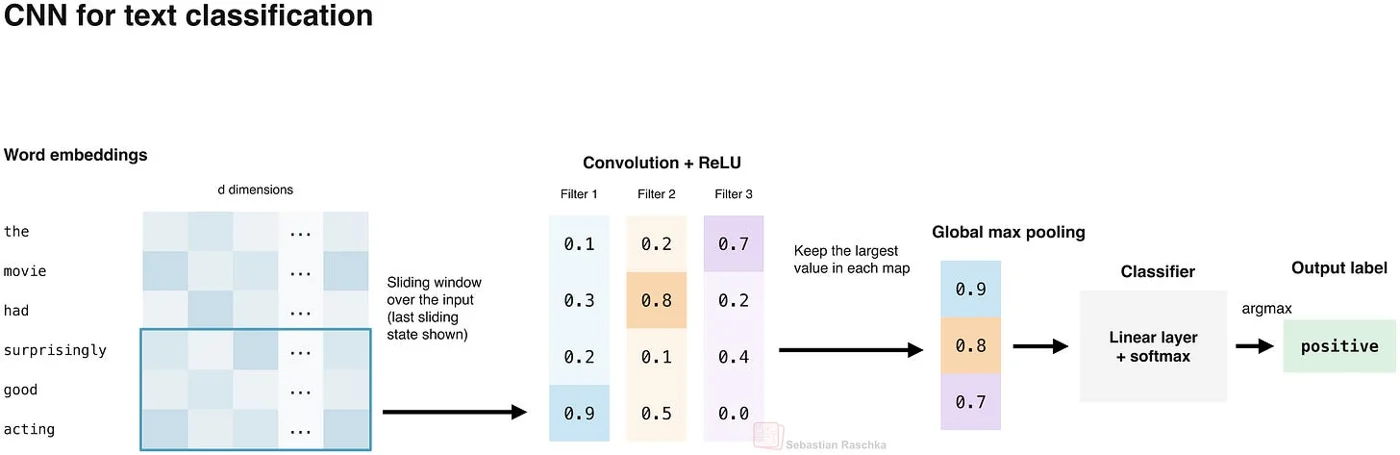 CNN for text classification
Word embeddings
d dimensions
the
movie
had
surprisingly
good
acting
...
...
...
...
...
...
Sliding window
over the input
(last sliding
state shown)
Convolution + ReLU
Filter 1 Filter 2 Filter 3
0.1 0.2 0.7
0.3 0.8 0.2
0.2 0.1 0.4
0.9 0.5 0.0
Keep the largest
value in each map
Global max pooling
0.9
0.8
0.7
Classifier
Linear layer
+ softmax
argmax
Output label
positive
Sebastian Raschka